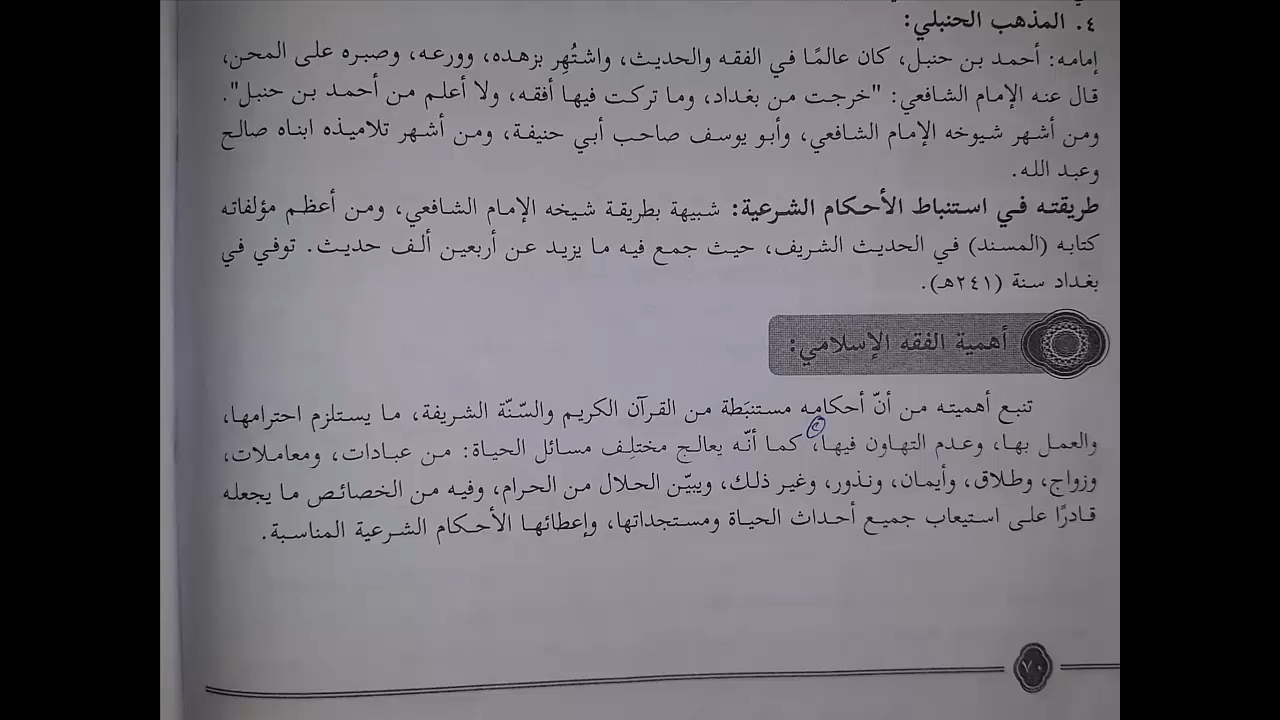 ٤. المذهب الحنبلي:
إمامه: أحمد بن حنبل، كان عالمًا في الفقه والحديث، واشتُهِر بزهده، وورعه، وصبره على المحن،
قال عنه الإمام الشافعي: "خرجت من بغداد، وما تركت فيها أفقه، ولا أعلم من أحمد بن حنبل".
ومن أشهر شيوخه الإمام الشافعي، وأبو يوسف صاحب أبي حنيفة، ومن أشهر تلاميذه ابناه صالح
وعبد الله.
طريقته في استنباط الأحكام الشرعية: شبيهة بطريقة شيخه الإمام الشافعي، ومن أعظم مؤلفاته
كتابه (المسند) في الحديث الشريف، حيث جمع فيه ما يزيد عن أربعين ألف حديث. توفي في
بغداد سنة (٢٤١هـ).
أهمية الفقه الإسلامي:
تنبع أهميته من أنّ أحكامه مستنبَطة من القرآن الكريم والسّنّة الشريفة، ما يستلزم احترامها،
والعمل بها، وعدم التهاون فيها، كما أنّه يعالج مختلِف مسائل الحياة: من عبادات، ومعاملات،
وزواج، وطلاق، وأيمان، ونذور، وغير ذلك، ويبيّن الحلال من الحرام، وفيه من الخصائص ما يجعله
قادرًا على استيعاب جميع أحداث الحياة ومستجداتها، وإعطائها الأحكام الشرعية المناسبة.
٧٠